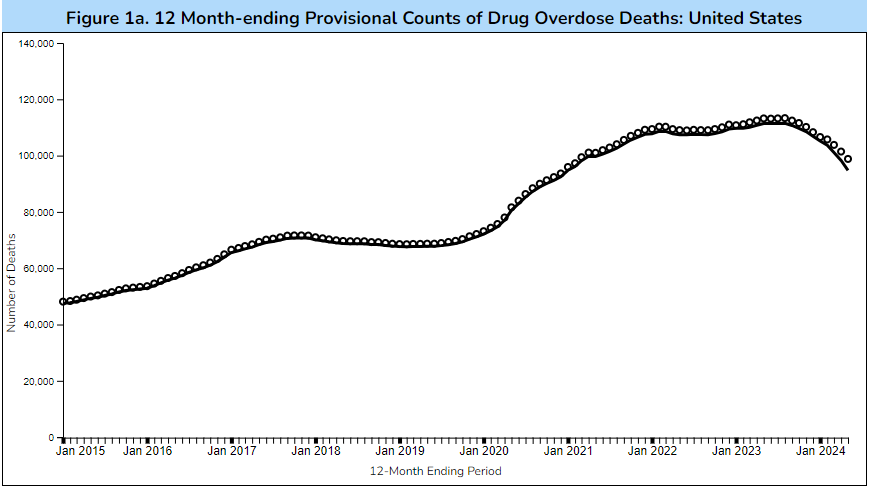 Figure 1a. 12 Month-ending Provisional Counts of Drug Overdose Deaths: United States
140,000
120,000
100,000
80,000
60,000
40,000
20,000
0
Number of Deaths
Jan 2015 Jan 2016 Jan 2017 Jan 2018 Jan 2019 Jan 2020 Jan 2021 Jan 2022 Jan 2023 Jan 2024
12-Month Ending Period